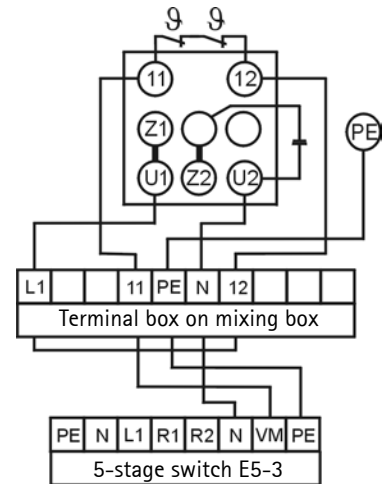 ϑ ϑ
11 12
Z1
PE
U1 Z2 U2
L1 11 PE N 12
Terminal box on mixing box
PE N L1 R1 R2 N VM PE
5-stage switch E5-3